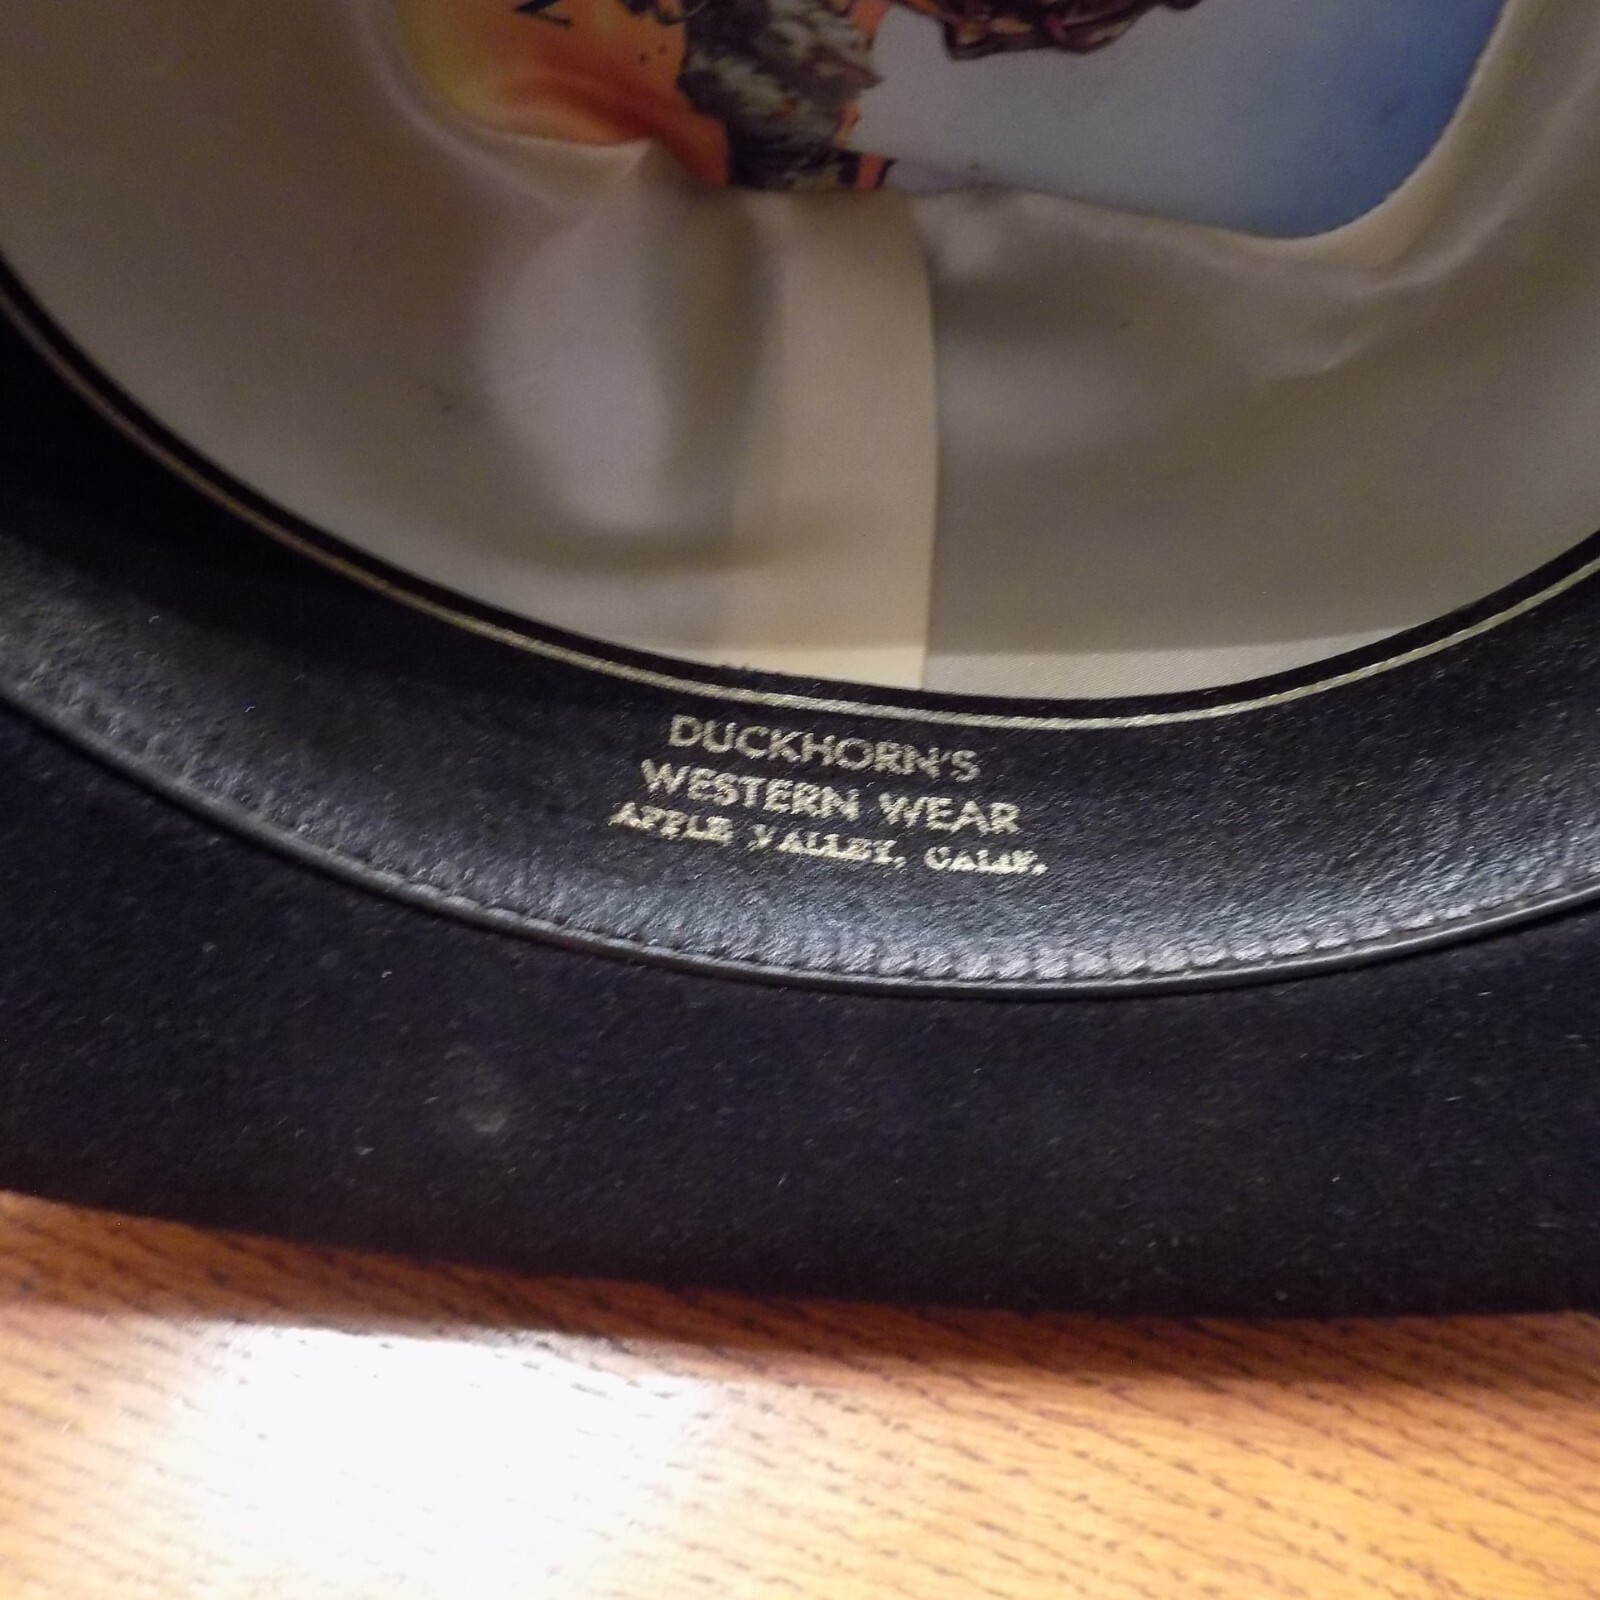 DUCKHORN'S
WESTERN WEAR
APPLE VALLEY, CALIF.